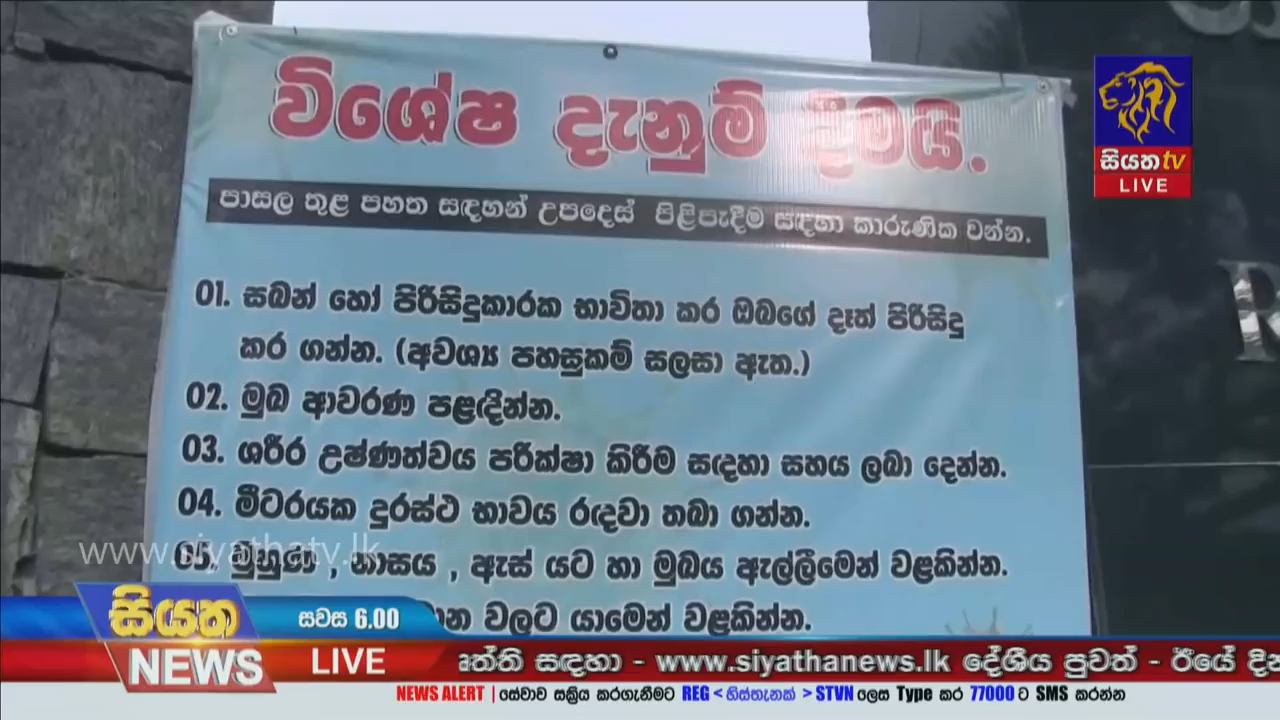 විශේෂ දැනුම් දීමයි.
පාසල තුළ පහත සඳහන් උපදෙස් පිළිපැදීම සඳහා කාරුණික වන්න.
01. සබන් හෝ පිරිසිදුකාරක භාවිතා කර ඔබගේ දෑත් පිරිසිදු
කර ගන්න. (අවශ්‍ය පහසුකම් සලසා ඇත.)
02. මුඛ ආවරණ පළඳින්න.
03. ශරීර උෂ්ණත්වය පරීක්ෂා කිරීම සඳහා සහය ලබා දෙන්න.
04. මීටරයක දුරස්ථ භාවය රඳවා තබා ගන්න.
05. මුහුණ , නාසය , ඇස් යට හා මුඛය ඇල්ලීමෙන් වළකින්න.
වලට යාමෙන් වළකින්න.
සියත tv
LIVE
R
www.siyathatv.lk
සියත
NEWS
සවස 6.00
LIVE
ෘත්ති සඳහා - www.siyathanews.lk දේශීය පුවත් - ඊයේ දින
NEWS ALERT | සේවාව සක්‍රිය කරගැනීමට REG < හිස්තැනක් > STVN ලෙස Type කර 77000 ට SMS කරන්න